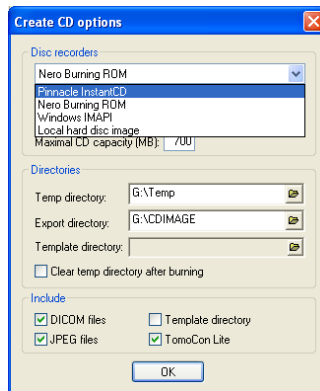 Create CD options
Disc recorders
Nero Burning ROM
Pinnacle InstantCD
Nero Burning ROM
Windows IMAPI
Local hard disc image
Maximal CD capacity (MB): 700
Directories
Temp directory: G:\Temp
Export directory: G:\CDIMAGE
Template directory:
Clear temp directory after burning
Include
DICOM files Template directory
JPEG files TomoCon Lite
OK